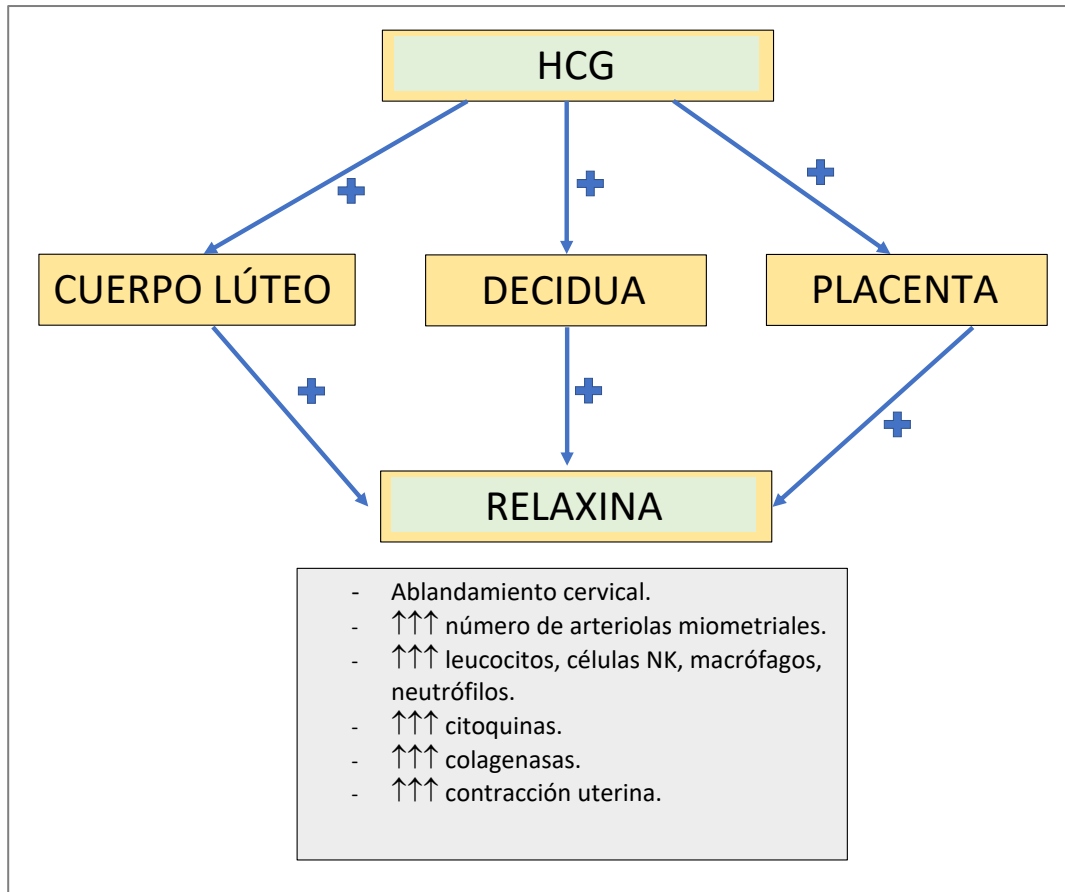 HCG
CUERPO LÚTEO
DECIDUA
PLACENTA
RELAXINA
- Ablandamiento cervical.
- ↑↑↑ número de arteriolas miometriales.
- ↑↑↑ leucocitos, células NK, macrófagos,
neutrófilos.
- ↑↑↑ citoquinas.
- ↑↑↑ colagenasas.
- ↑↑↑ contracción uterina.